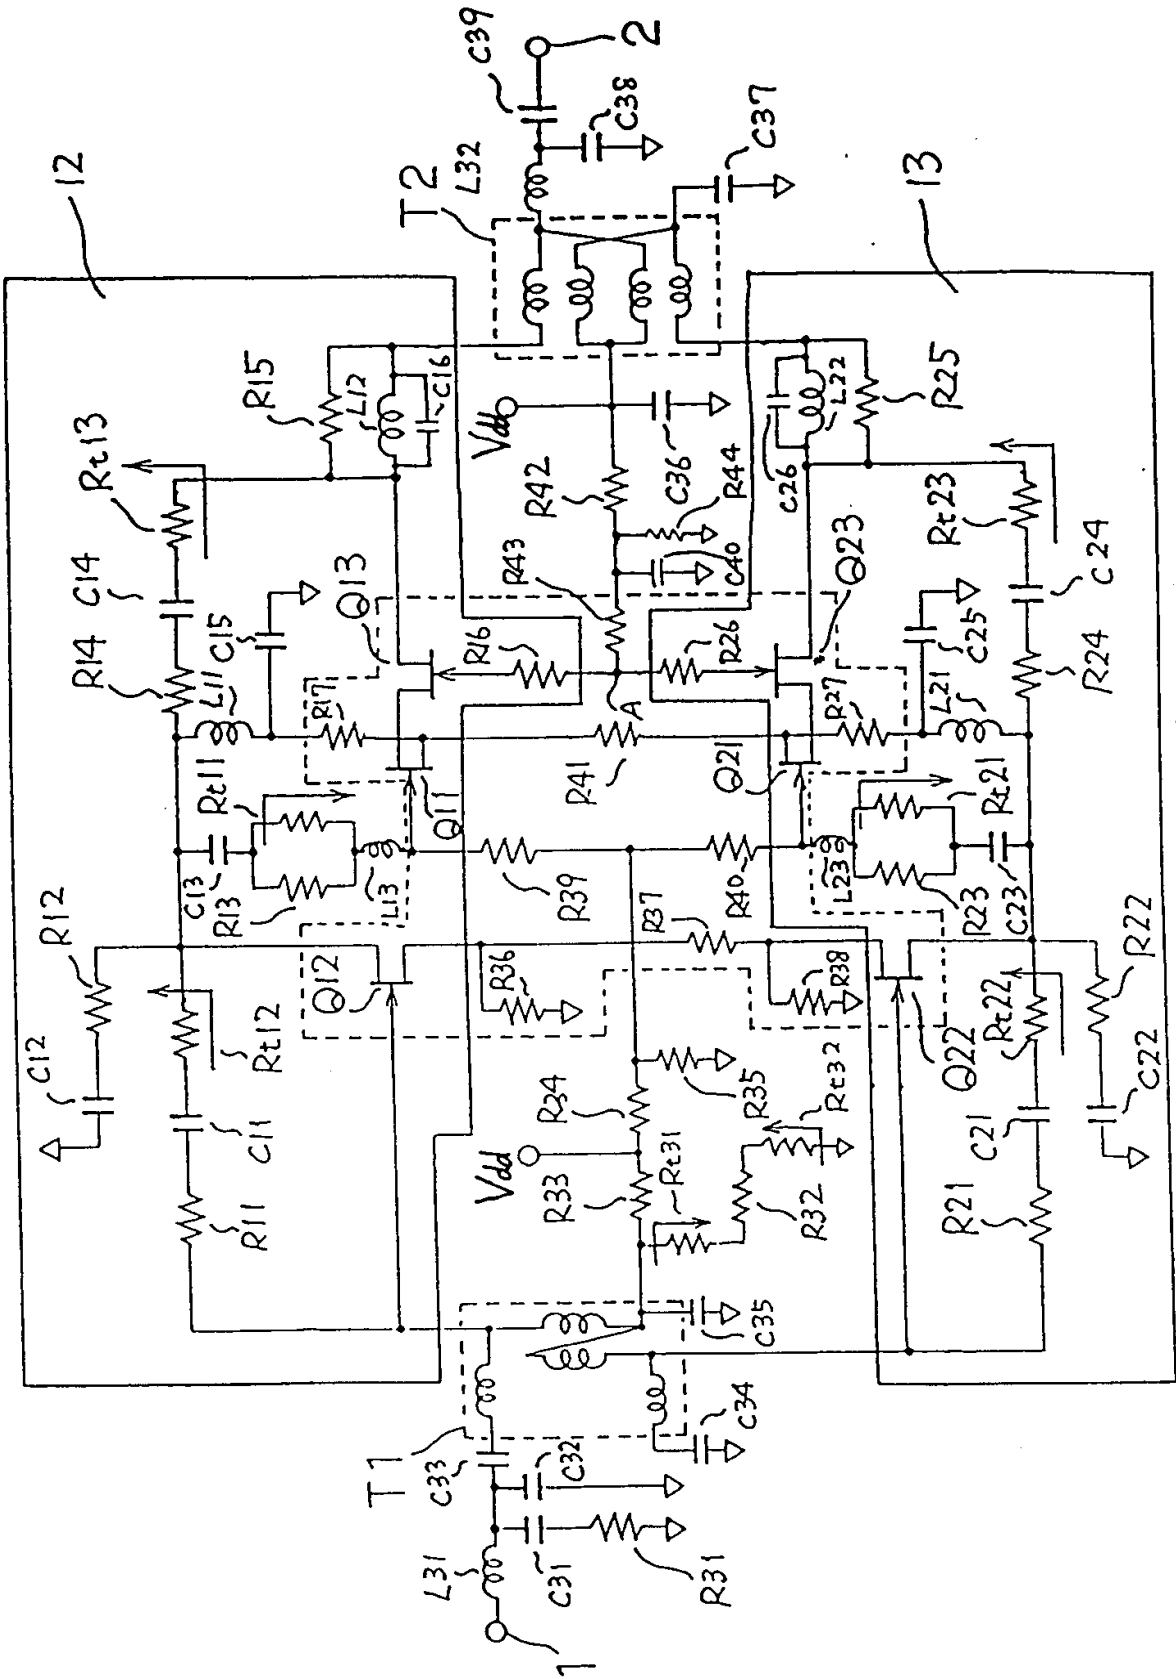 12
13
T2
L32
C39
2
C38
C37
R15
L12
C16
Rt13
C14
R14
C15
L11
Q13
R16
R17
Vdd
R42
C36
R44
R43
C40
A
R26
Q23
C26
L22
R25
Rt23
C24
R24
C25
L21
R27
Q21
R41
Q11
Rt11
C13
R13
L13
R12
C12
Q12
Rt12
C11
R11
R39
R37
R40
R36
R38
L23
R23
C23
Rt21
R22
Rt22
Q22
C22
C21
R21
R34
R35
Rt32
Vdd
R33
Rt31
R32
C35
T1
C33
C32
C34
L31
C31
R31
1